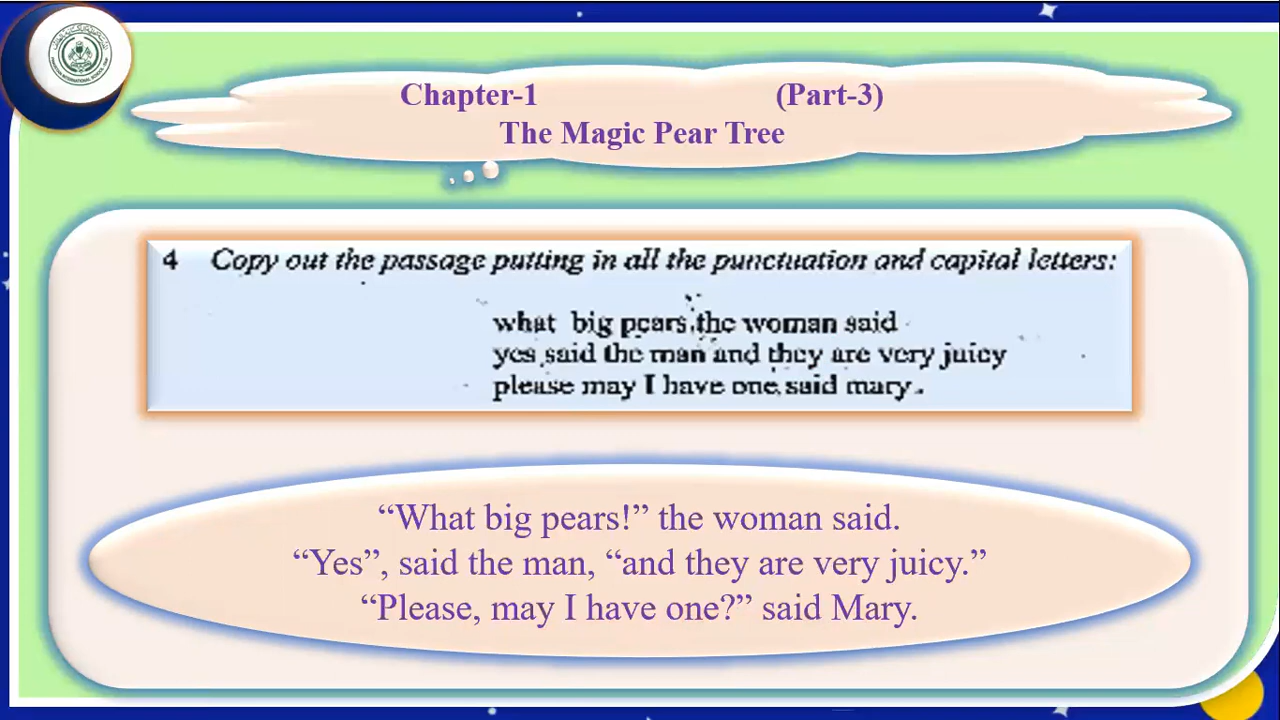 Chapter-1 (Part-3)
The Magic Pear Tree
4 Copy out the passage putting in all the punctuation and capital letters:
what big pears the woman said
yes said the man and they are very juicy
please may I have one said mary.
“What big pears!” the woman said.
“Yes”, said the man, “and they are very juicy.”
“Please, may I have one?” said Mary.